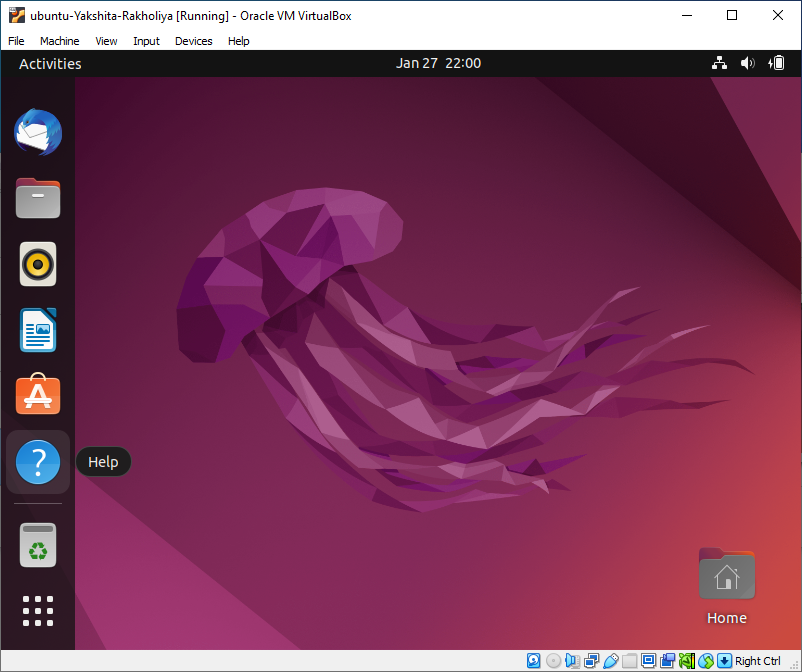 ubuntu-Yakshita-Rakholiya [Running] - Oracle VM VirtualBox
File Machine View Input Devices Help
Activities Jan 27 22:00
?
Help
Home
Right Ctrl